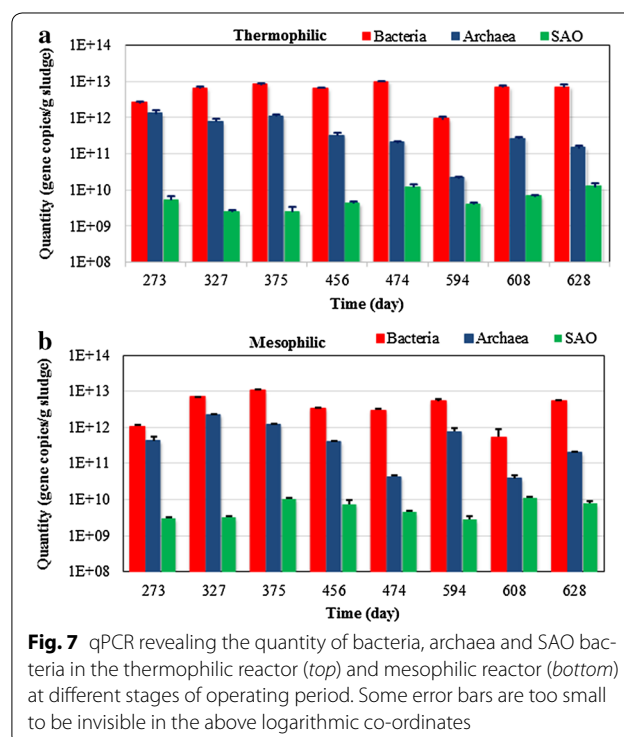 a
Thermophilic
Bacteria Archaea SAO
Quantity (gene copies/g sludge)
1E+14
1E+13
1E+12
1E+11
1E+10
1E+09
1E+08
273 327 375 456 474 594 608 628
Time (day)
b
Mesophilic
Bacteria Archaea SAO
Quantity (gene copies/g sludge)
1E+14
1E+13
1E+12
1E+11
1E+10
1E+09
1E+08
273 327 375 456 474 594 608 628
Time (day)
Fig. 7 qPCR revealing the quantity of bacteria, archaea and SAO bac-
teria in the thermophilic reactor (top) and mesophilic reactor (bottom)
at different stages of operating period. Some error bars are too small
to be invisible in the above logarithmic co-ordinates